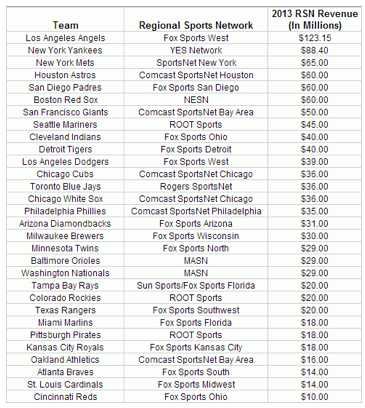 Team Regional Sports Network 2013 RSN Revenue (In Millions)
Los Angeles Angels Fox Sports West $123.15
New York Yankees YES Network $88.40
New York Mets SportsNet New York $65.00
Houston Astros Comcast SportsNet Houston $60.00
San Diego Padres Fox Sports San Diego $60.00
Boston Red Sox NESN $60.00
San Francisco Giants Comcast SportsNet Bay Area $50.00
Seattle Mariners ROOT Sports $45.00
Cleveland Indians Fox Sports Ohio $40.00
Detroit Tigers Fox Sports Detroit $40.00
Los Angeles Dodgers Fox Sports West $39.00
Chicago Cubs Comcast SportsNet Chicago $36.00
Toronto Blue Jays Rogers SportsNet $36.00
Chicago White Sox Comcast SportsNet Chicago $36.00
Philadelphia Phillies Comcast SportsNet Philadelphia $35.00
Arizona Diamondbacks Fox Sports Arizona $31.00
Milwaukee Brewers Fox Sports Wisconsin $30.00
Minnesota Twins Fox Sports North $29.00
Baltimore Orioles MASN $29.00
Washington Nationals MASN $29.00
Tampa Bay Rays Sun Sports/Fox Sports Florida $20.00
Colorado Rockies ROOT Sports $20.00
Texas Rangers Fox Sports Southwest $20.00
Miami Marlins Fox Sports Florida $18.00
Pittsburgh Pirates ROOT Sports $18.00
Kansas City Royals Fox Sports Kansas City $18.00
Oakland Athletics Comcast SportsNet Bay Area $16.00
Atlanta Braves Fox Sports South $14.00
St. Louis Cardinals Fox Sports Midwest $14.00
Cincinnati Reds Fox Sports Ohio $10.00